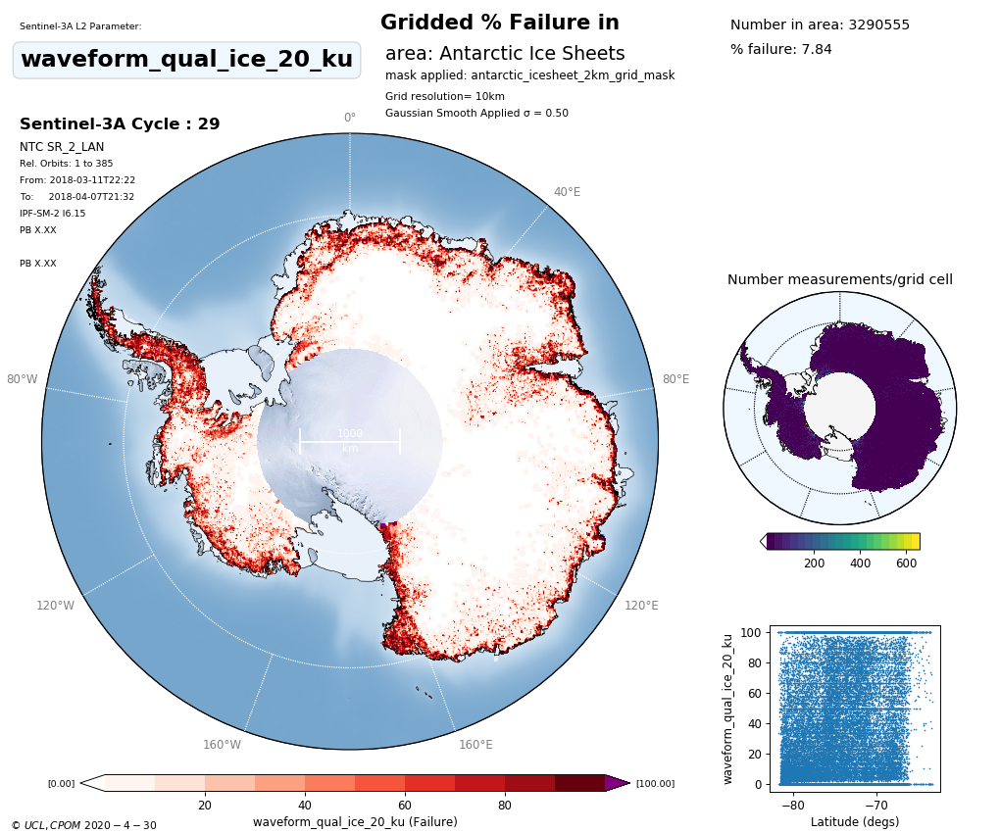 Sentinel-3A L2 Parameter:
waveform_qual_ice_20_ku
Gridded % Failure in
area: Antarctic Ice Sheets
mask applied: antarctic_icesheet_2km_grid_mask
Grid resolution= 10km
Gaussian Smooth Applied σ = 0.50
Number in area: 3290555
% failure: 7.84
Sentinel-3A Cycle : 29
NTC SR_2_LAN
Rel. Orbits: 1 to 385
From: 2018-03-11T22:22
To: 2018-04-07T21:32
IPF-SM-2 I6.15
PB X.XX
PB X.XX
0°
40°E
80°W
80°E
120°W
120°E
160°W
160°E
1000
km
Number measurements/grid cell
200 400 600
100
80
60
40
20
0
waveform_qual_ice_20_ku
−80 −70
Latitude (degs)
[0.00] [100.00]
20 40 60 80
waveform_qual_ice_20_ku (Failure)
© UCL, CPOM 2020 − 4 − 30